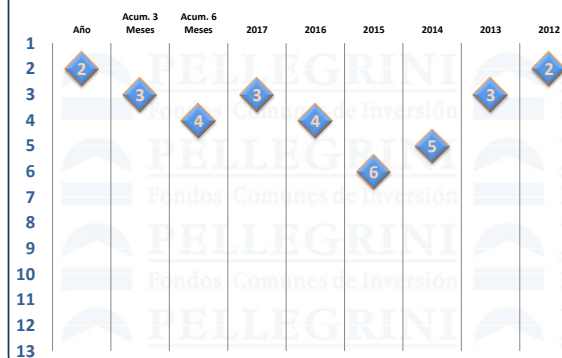 Año Acum. 3 Meses Acum. 6 Meses 2017 2016 2015 2014 2013 2012
1
2 2 2
3 3 3 3
4 4 4
5 5
6 6
7
8
9
10
11
12
13
PELLEGRINI
Fondos Comunes de Inversión
PELLEGRINI
Fondos Comunes de Inversión
PELLEGRINI
Fondos Comunes de Inversión
PELLEGRINI